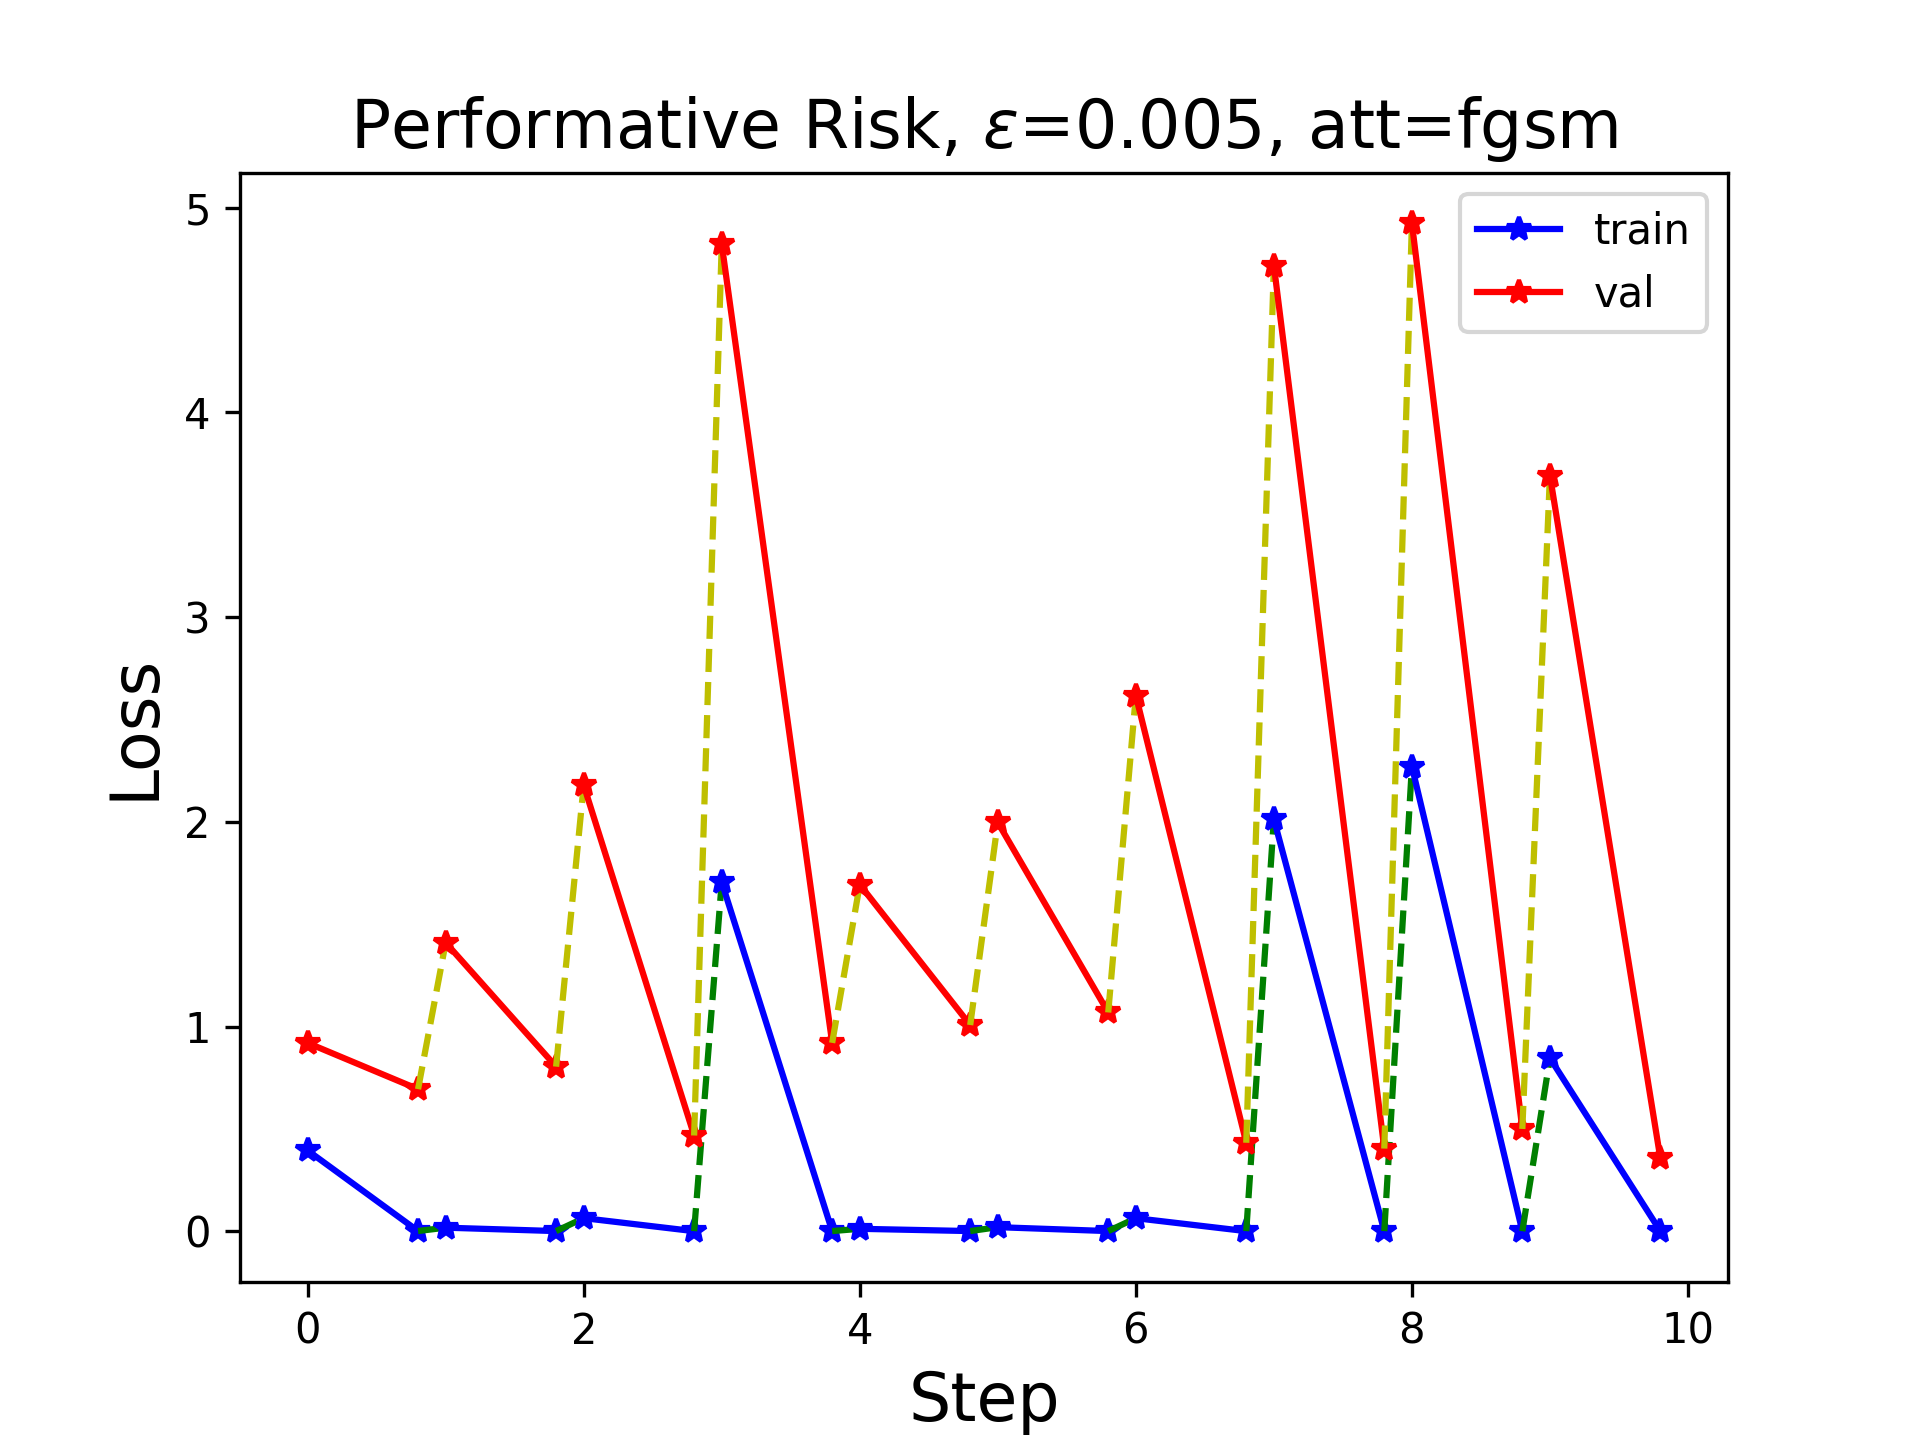 Performative Risk, ε=0.005, att=fgsm
train
val
5
4
3
2
1
0
Loss
0 2 4 6 8 10
Step